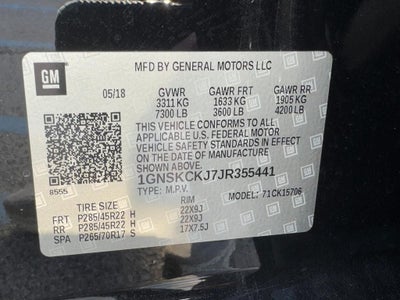 GM
MFD BY GENERAL MOTORS LLC
05/18 GVWR GAWR FRT GAWR RR
3311 KG 1633 KG 1905 KG
7300 LB 3600 LB 4200 LB
THIS VEHICLE CONFORMS TO ALL
APPLICABLE U.S. FEDERAL MOTOR
VEHICLE SAFETY AND THEFT
PREVENTION STANDARDS IN EFFECT
ON THE DATE OF MANUFACTURE
SHOWN ABOVE.
1GNSKCKJ7JR355441
8555 TYPE: M.P.V. MODEL: 71CK15706
TIRE SIZE RIM
FRT P285/45R22 H 22X9J
RR P285/45R22 H 22X9J
SPA P265/70R17 S 17X7.5J